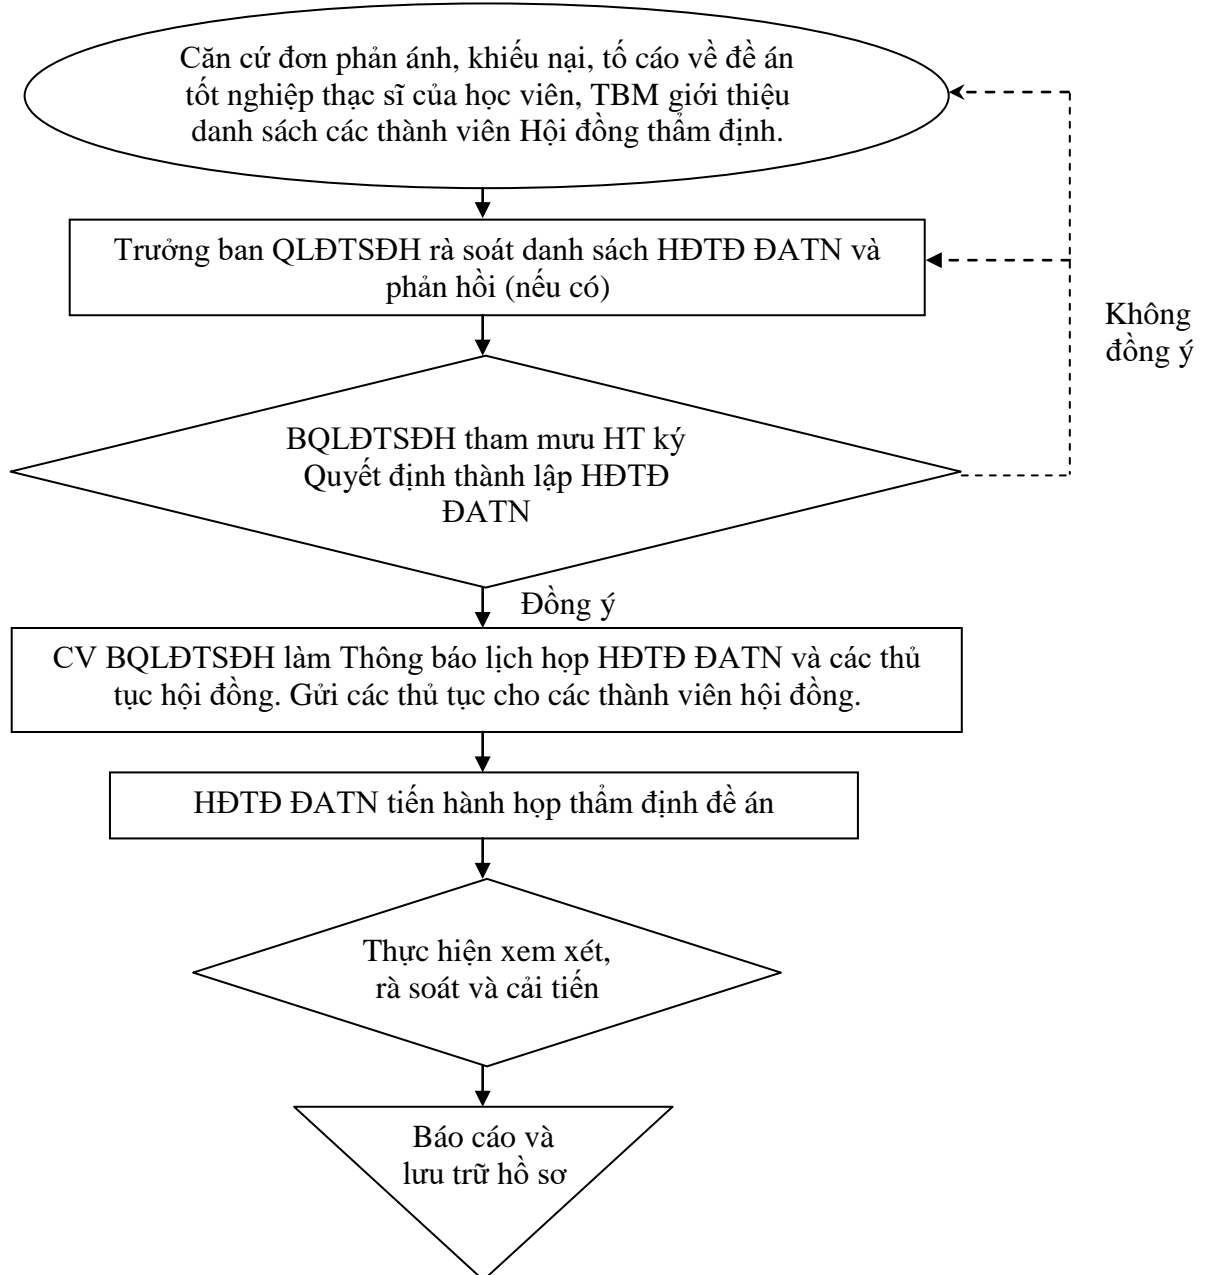 Căn cứ đơn phản ánh, khiếu nại, tố cáo về đề án
tốt nghiệp thạc sĩ của học viên, TBM giới thiệu
danh sách các thành viên Hội đồng thẩm định.
Trưởng ban QLĐTSĐH rà soát danh sách HĐTĐ ĐATN và
phản hồi (nếu có)
Không
đồng ý
BQLĐTSĐH tham mưu HT ký
Quyết định thành lập HĐTĐ
ĐATN
Đồng ý
CV BQLĐTSĐH làm Thông báo lịch họp HĐTĐ ĐATN và các thủ
tục hội đồng. Gửi các thủ tục cho các thành viên hội đồng.
HĐTĐ ĐATN tiến hành họp thẩm định đề án
Thực hiện xem xét,
rà soát và cải tiến
Báo cáo và
lưu trữ hồ sơ